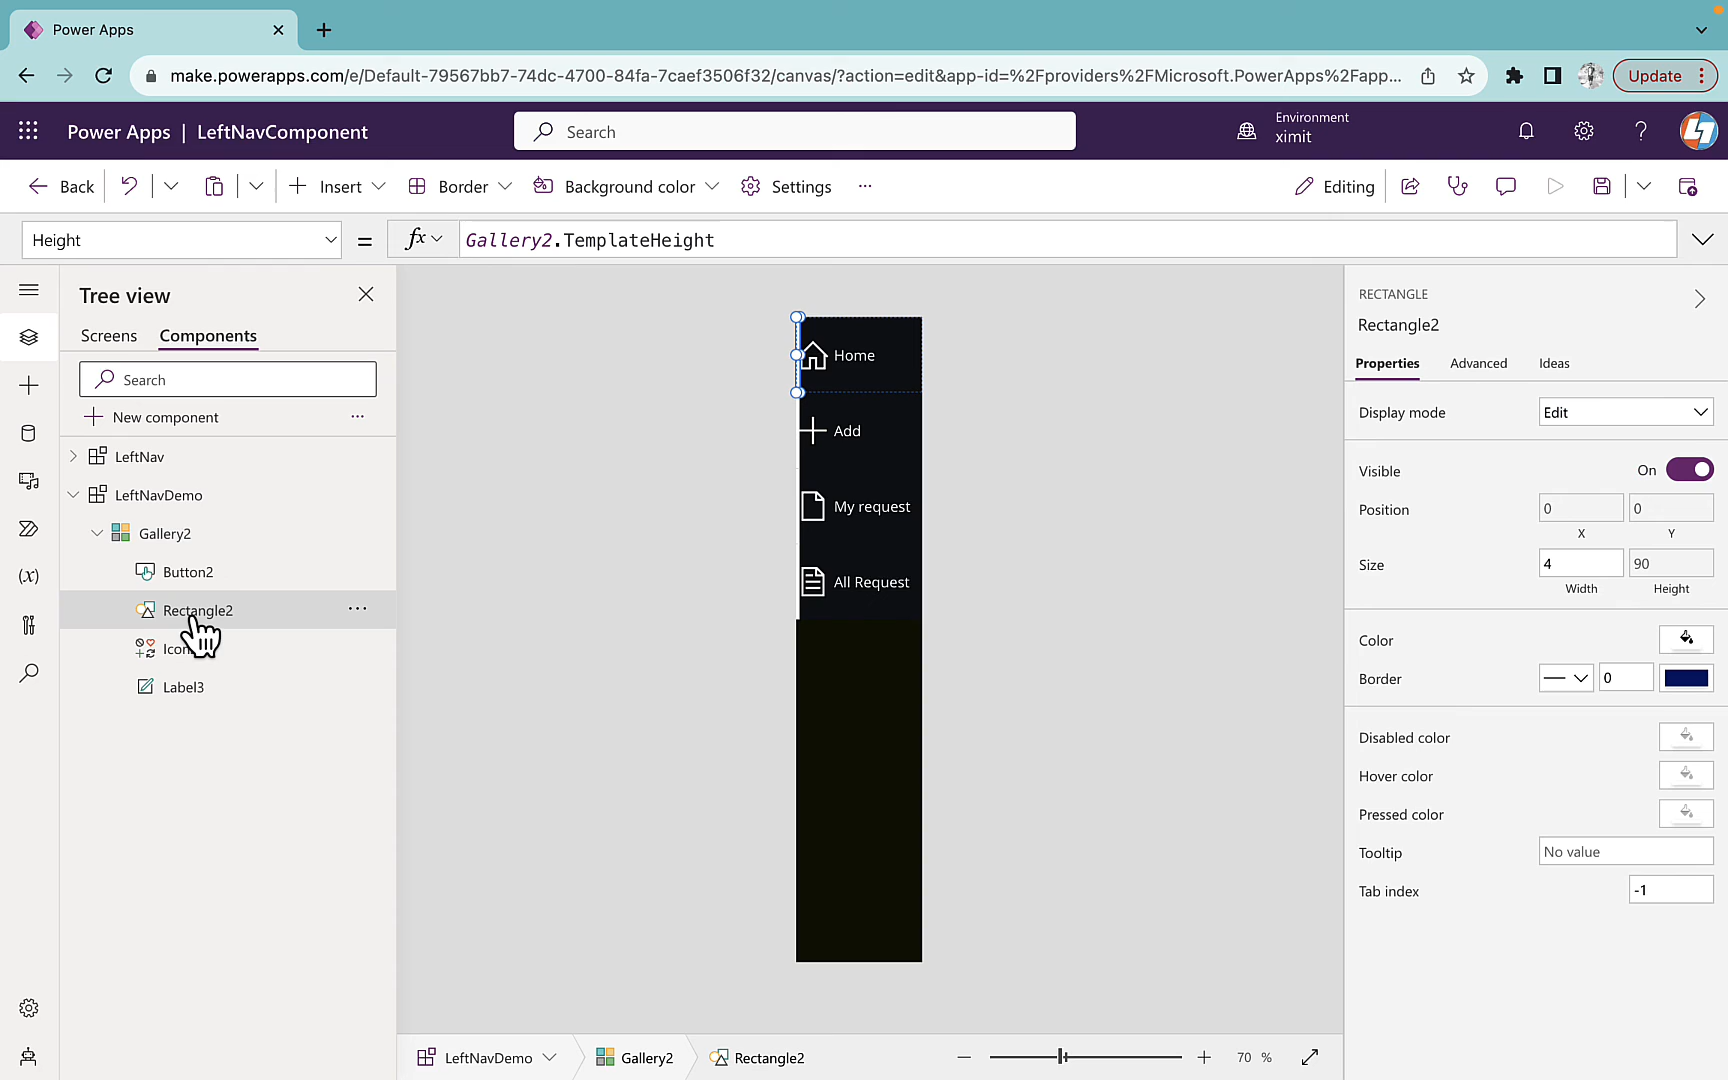 Power Apps
make.powerapps.com/e/Default-79567bb7-74dc-4700-84fa-7caef3506f32/canvas/?action=edit&app-id=%2Fproviders%2FMicrosoft.PowerApps%2Fapp...
Update
Power Apps | LeftNavComponent
Search
Environment
ximit
Back
Insert
Border
Background color
Settings
Editing
Height
=
fx
Gallery2.TemplateHeight
Tree view
Screens
Components
Search
New component
LeftNav
LeftNavDemo
Gallery2
Button2
Rectangle2
Icon
Label3
Home
Add
My request
All Request
RECTANGLE
Rectangle2
Properties
Advanced
Ideas
Display mode
Edit
Visible
On
Position
0
0
X
Y
Size
4
90
Width
Height
Color
Border
0
Disabled color
Hover color
Pressed color
Tooltip
No value
Tab index
-1
LeftNavDemo
Gallery2
Rectangle2
70 %